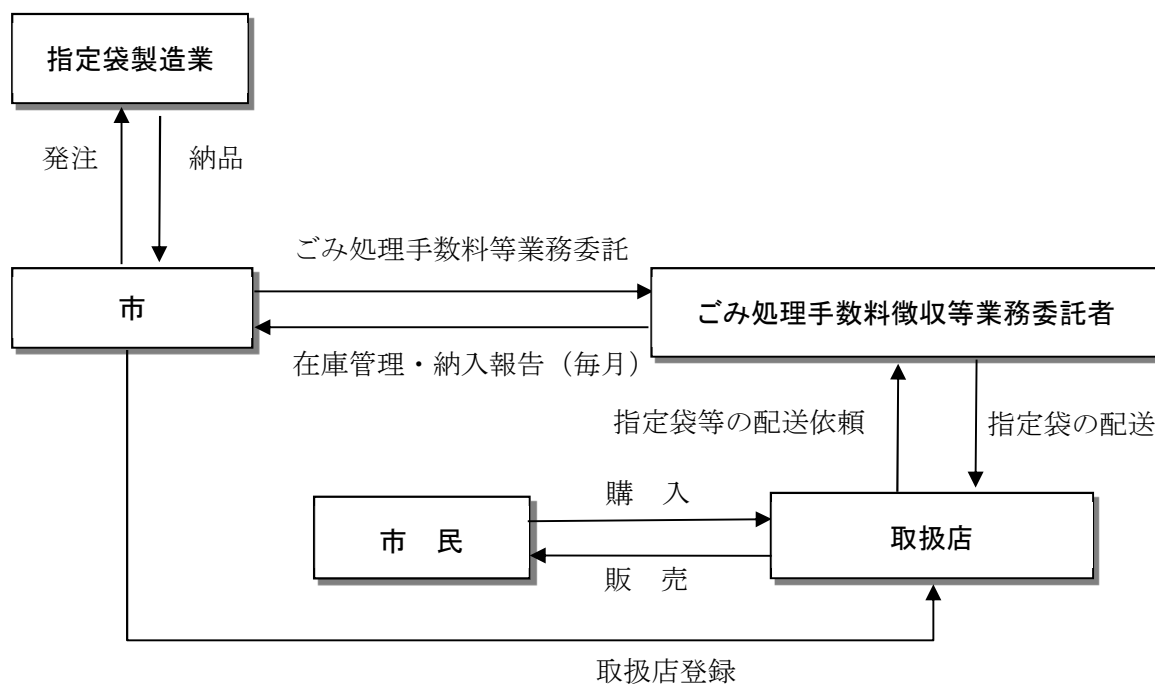 指定袋製造業
発注
納品
ごみ処理手数料等業務委託
市
ごみ処理手数料徴収等業務委託者
在庫管理・納入報告（毎月）
指定袋等の配送依頼
指定袋の配送
購　入
市　民
取扱店
販　売
取扱店登録